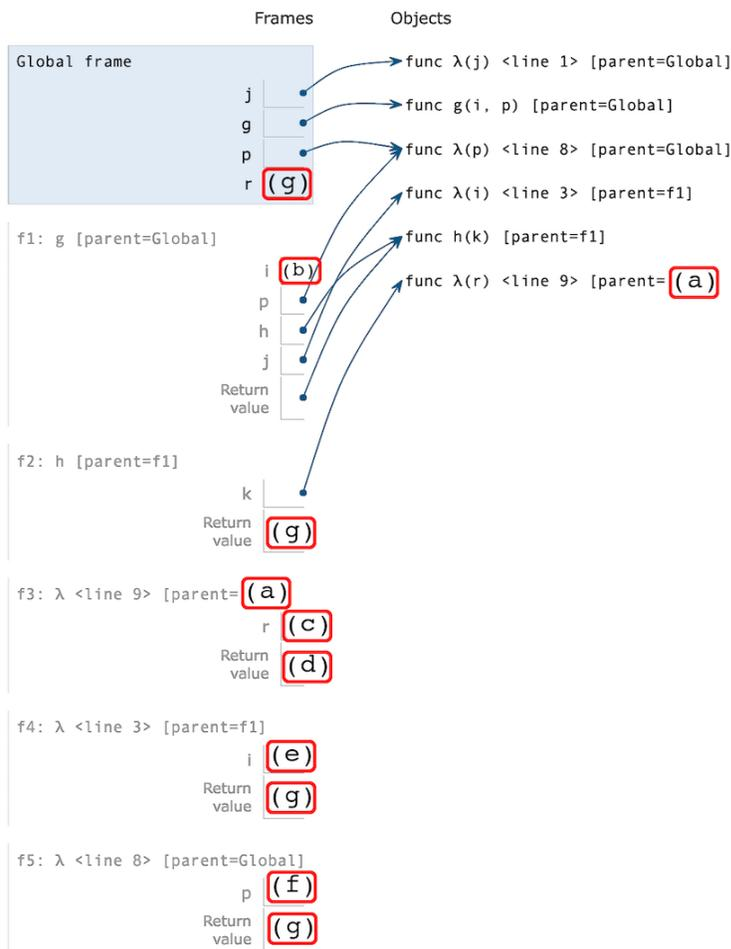 Frames Objects
Global frame
j
g
p
r (g)
func λ(j) <line 1> [parent=Global]
func g(i, p) [parent=Global]
func λ(p) <line 8> [parent=Global]
func λ(i) <line 3> [parent=f1]
func h(k) [parent=f1]
func λ(r) <line 9> [parent= (a)
f1: g [parent=Global]
i (b)
p
h
j
Return
value
f2: h [parent=f1]
k
Return
value (g)
f3: λ <line 9> [parent= (a)
r (c)
Return
value (d)
f4: λ <line 3> [parent=f1]
i (e)
Return
value (g)
f5: λ <line 8> [parent=Global]
p (f)
Return
value (g)